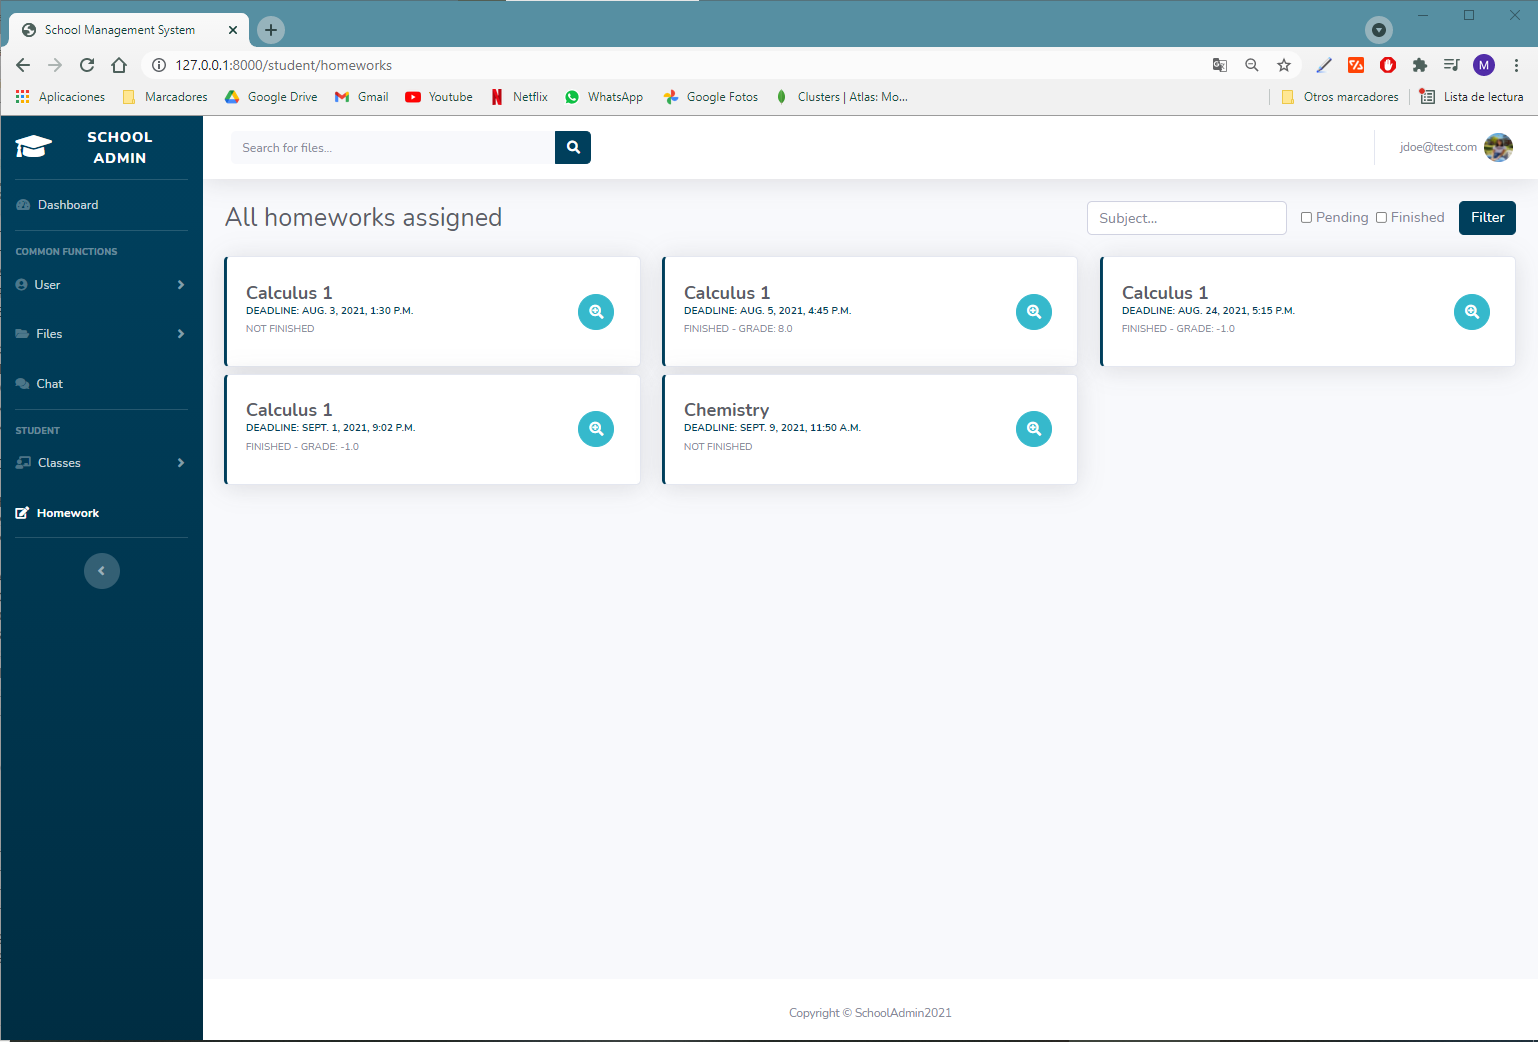 School Management System
127.0.0.1:8000/student/homeworks
M
Aplicaciones
Marcadores
Google Drive
Gmail
Youtube
Netflix
WhatsApp
Google Fotos
Clusters | Atlas: Mo...
Otros marcadores
Lista de lectura
SCHOOL
ADMIN
Search for files...
jdoe@test.com
Dashboard
COMMON FUNCTIONS
User
Files
Chat
STUDENT
Classes
Homework
All homeworks assigned
Subject...
Pending
Finished
Filter
Calculus 1
DEADLINE: AUG. 3, 2021, 1:30 P.M.
NOT FINISHED
Calculus 1
DEADLINE: AUG. 5, 2021, 4:45 P.M.
FINISHED - GRADE: 8.0
Calculus 1
DEADLINE: AUG. 24, 2021, 5:15 P.M.
FINISHED - GRADE: -1.0
Calculus 1
DEADLINE: SEPT. 1, 2021, 9:02 P.M.
FINISHED - GRADE: -1.0
Chemistry
DEADLINE: SEPT. 9, 2021, 11:50 A.M.
NOT FINISHED
Copyright © SchoolAdmin2021